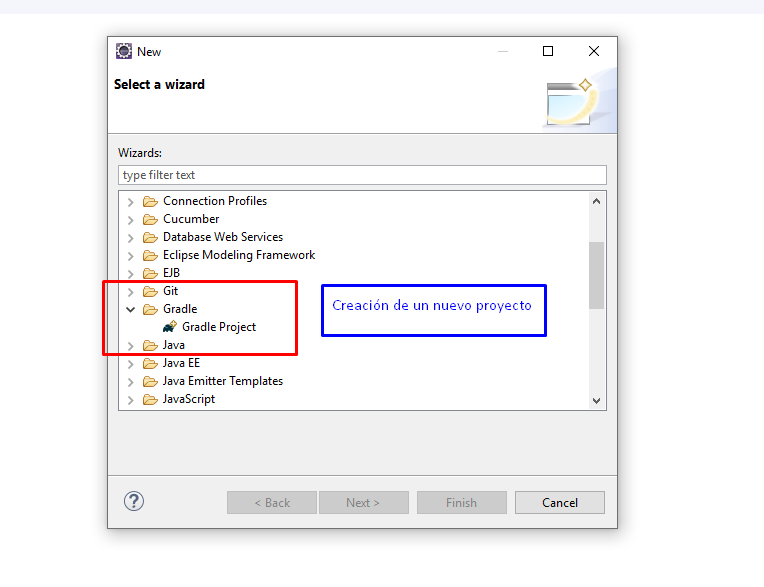 New
Select a wizard
Wizards:
type filter text
Connection Profiles
Cucumber
Database Web Services
Eclipse Modeling Framework
EJB
Git
Gradle
Gradle Project
Java
Java EE
Java Emitter Templates
JavaScript
Creación de un nuevo proyecto
?
< Back
Next >
Finish
Cancel